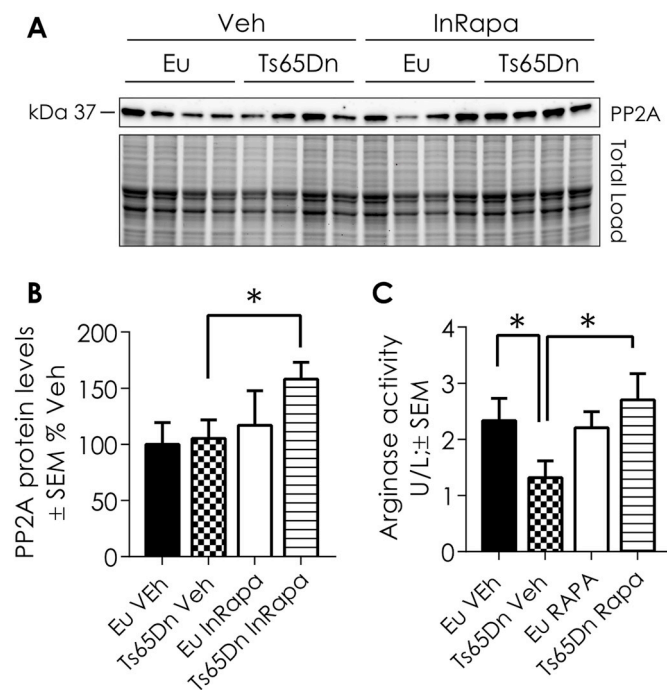 A
Veh InRapa
Eu Ts65Dn Eu Ts65Dn
kDa 37 PP2A
Total Load
B
*
PP2A protein levels
± SEM % Veh
200
150
100
50
0
Eu VEh
Ts65Dn Veh
Eu InRapa
Ts65Dn InRapa
C
* *
Arginase activity
U/L;± SEM
4
3
2
1
0
Eu VEh
Ts65Dn Veh
Eu RAPA
Ts65Dn Rapa